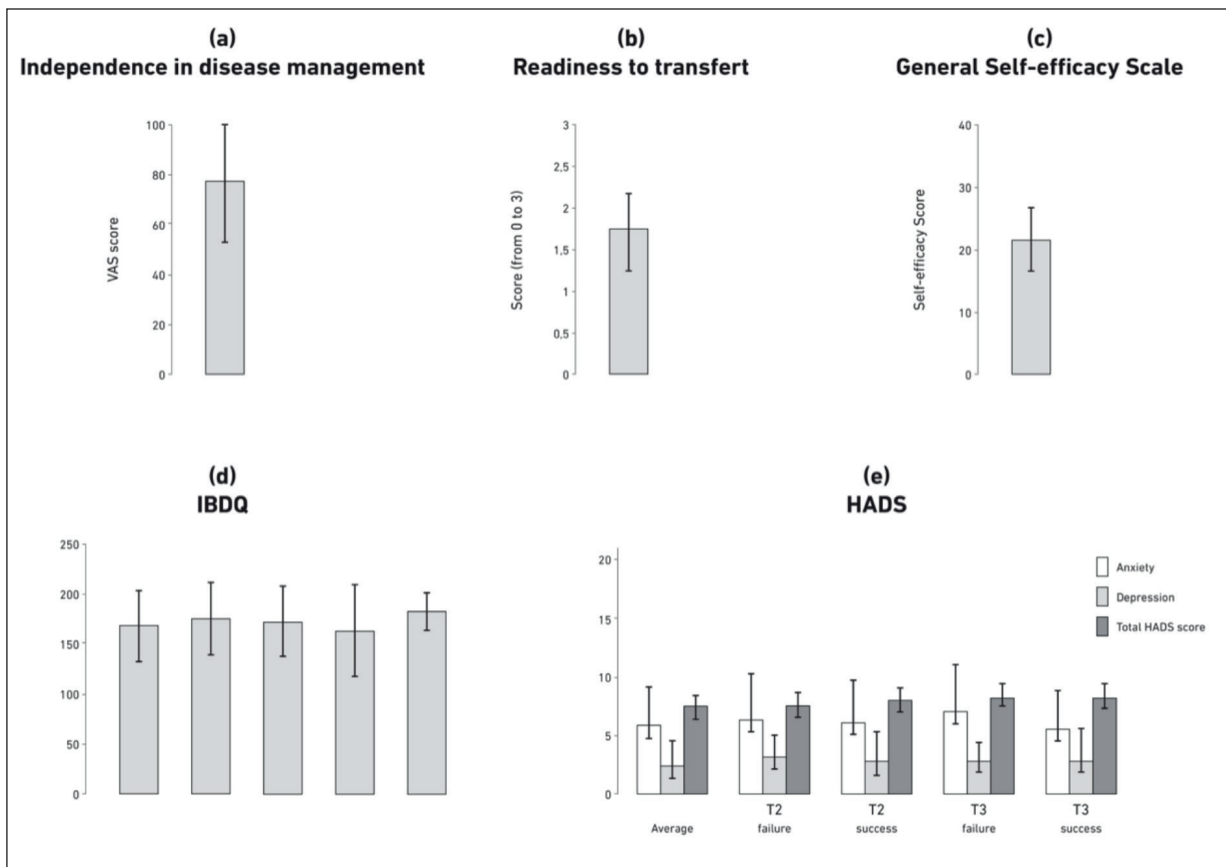 (a)
Independence in disease management
VAS score
100
80
60
40
20
0
(b)
Readiness to transfert
Score (from 0 to 3)
3
2,5
2
1.5
1
0,5
0
(c)
General Self-efficacy Scale
Self-efficacy Score
40
30
20
10
0
(d)
IBDQ
250
200
150
100
50
0
(e)
HADS
20
15
10
5
0
Anxiety
Depression
Total HADS score
Average
T2
failure
T2
success
T3
failure
T3
success